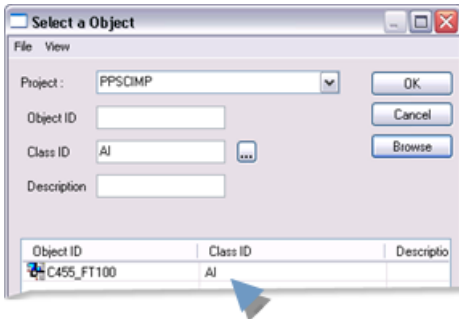 Select a Object
File View
Project : PPSCIMP OK
Object ID Cancel
Class ID AI ... Browse
Description
Object ID Class ID Descriptio
C455_FT100 AI